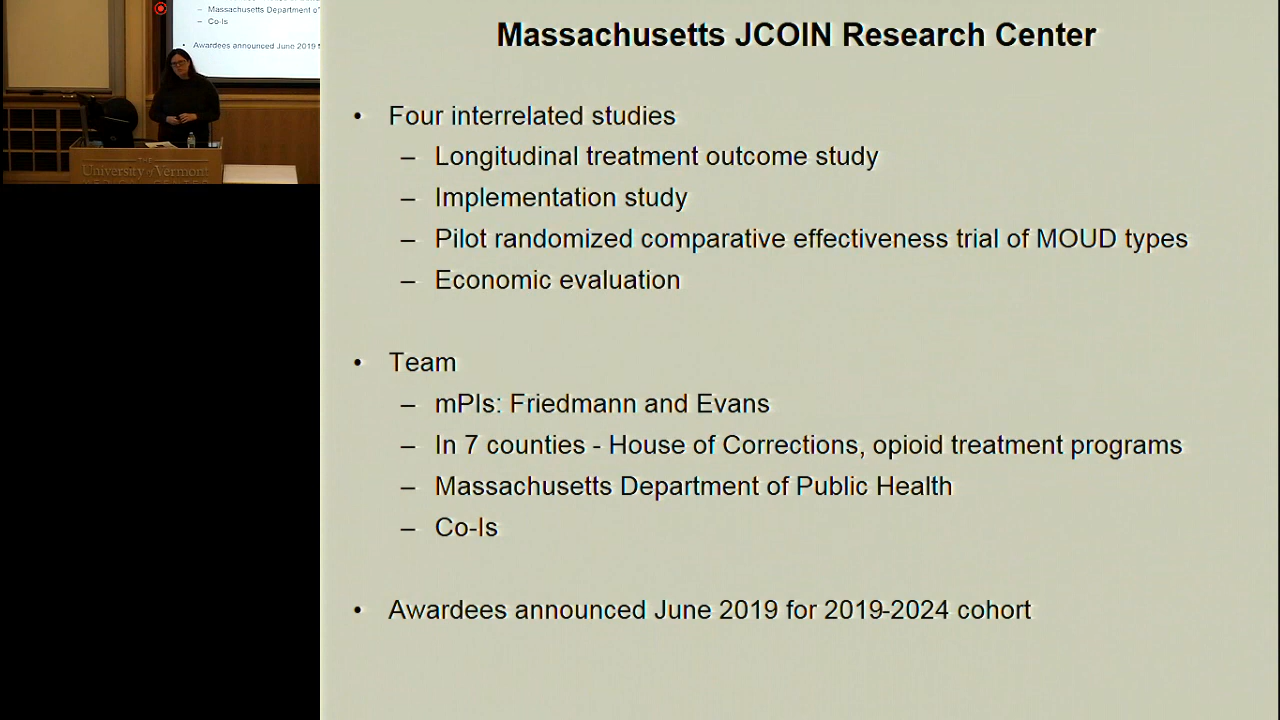 Massachusetts Department o
– Co-Is
• Awardees announced June 2019 f
THE
University of Vermont
MEDICAL CENTER
Massachusetts JCOIN Research Center
• Four interrelated studies
– Longitudinal treatment outcome study
– Implementation study
– Pilot randomized comparative effectiveness trial of MOUD types
– Economic evaluation
• Team
– mPIs: Friedmann and Evans
– In 7 counties - House of Corrections, opioid treatment programs
– Massachusetts Department of Public Health
– Co-Is
• Awardees announced June 2019 for 2019-2024 cohort